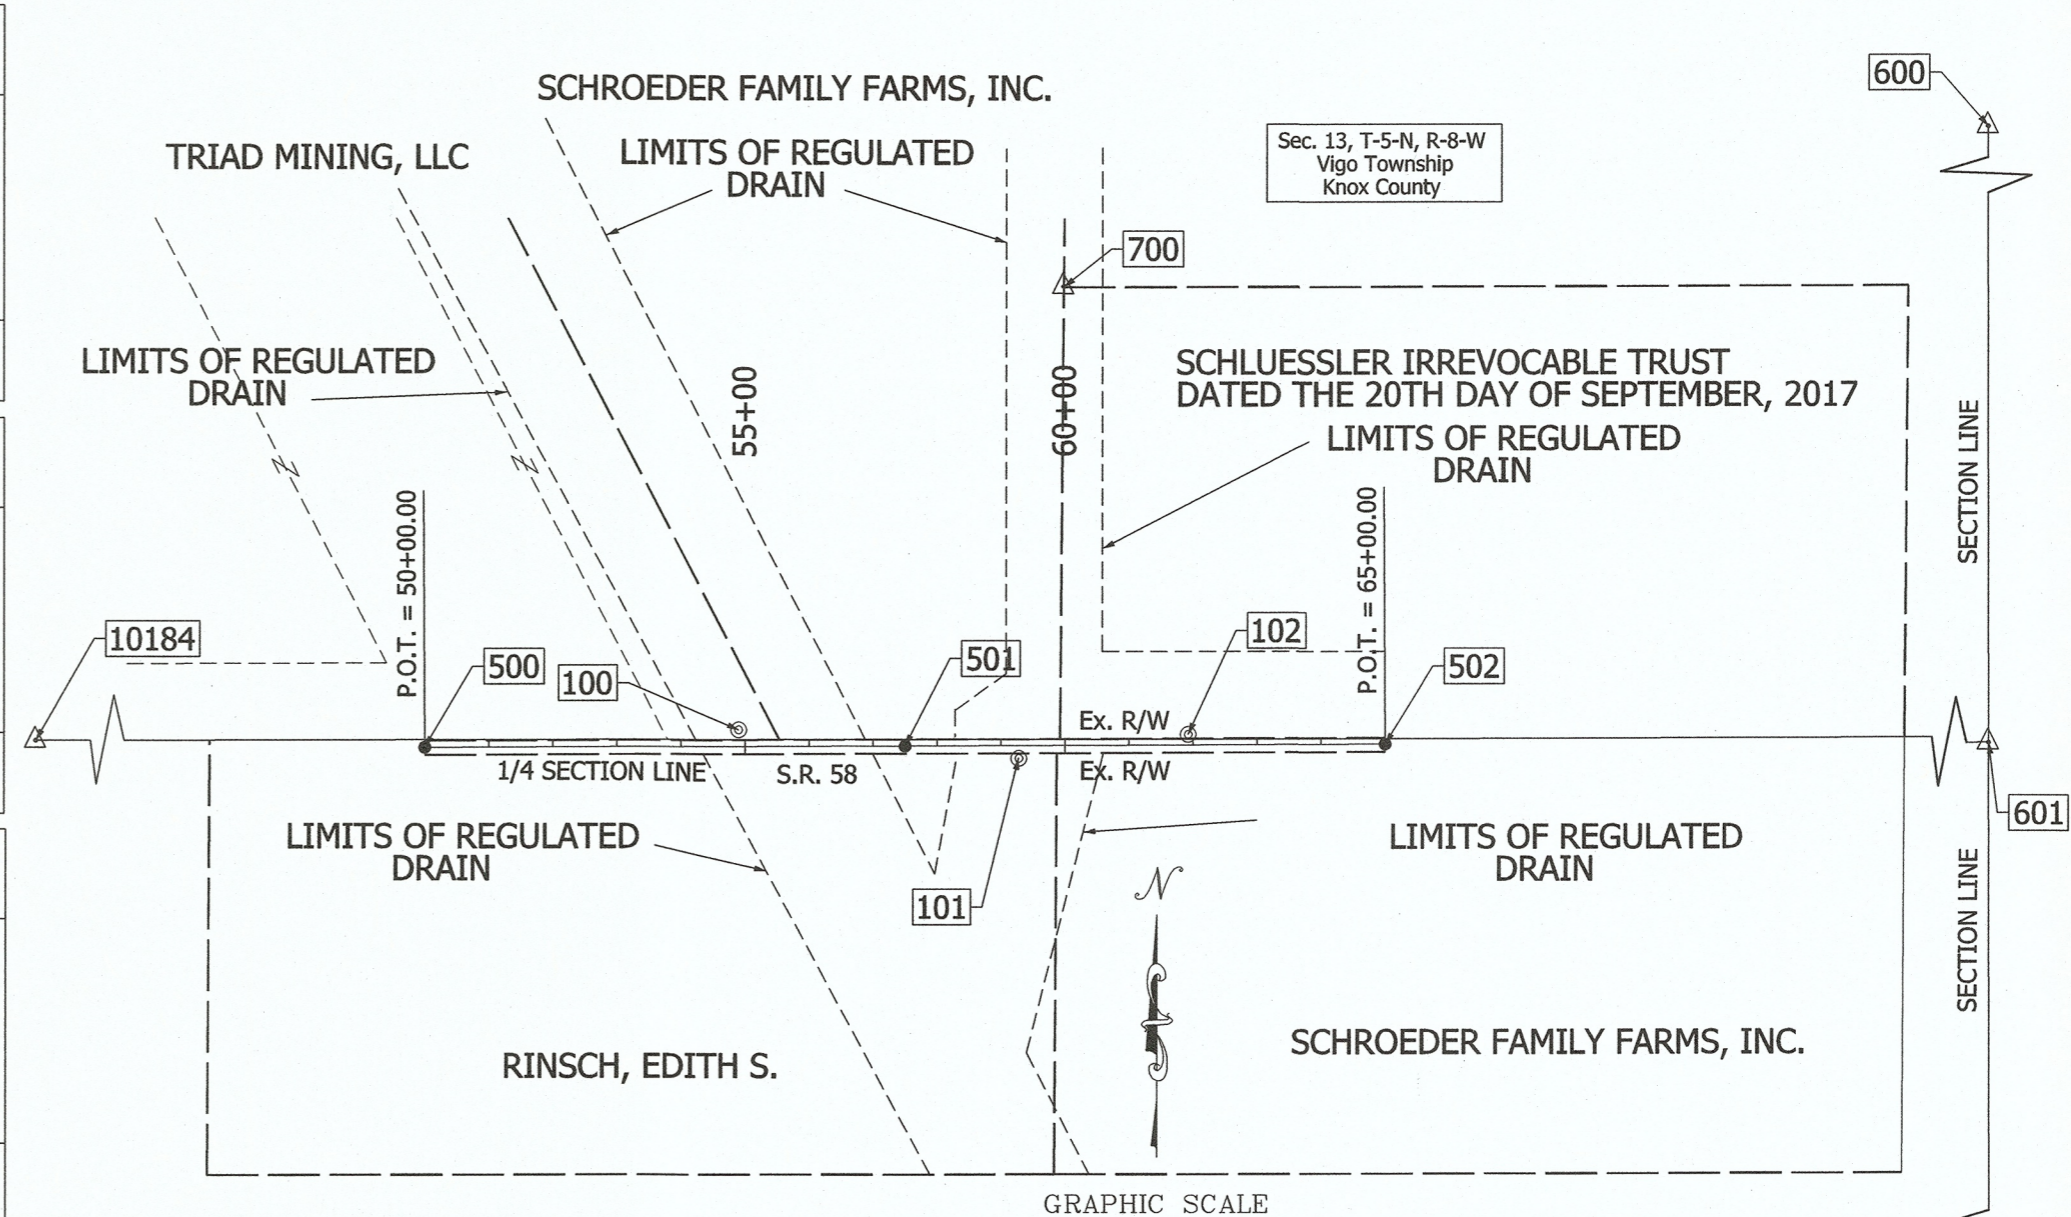 600
SCHROEDER FAMILY FARMS, INC.
TRIAD MINING, LLC
LIMITS OF REGULATED
DRAIN
Sec. 13, T-5-N, R-8-W
Vigo Township
Knox County
700
LIMITS OF REGULATED
DRAIN
55+00
60+00
SCHLUESSLER IRREVOCABLE TRUST
DATED THE 20TH DAY OF SEPTEMBER, 2017
LIMITS OF REGULATED
DRAIN
SECTION LINE
P.O.T. = 50+00.00
P.O.T. = 65+00.00
10184
500
100
501
102
502
Ex. R/W
1/4 SECTION LINE
S.R. 58
Ex. R/W
601
LIMITS OF REGULATED
DRAIN
LIMITS OF REGULATED
DRAIN
101
N
SECTION LINE
RINSCH, EDITH S.
SCHROEDER FAMILY FARMS, INC.
GRAPHIC SCALE